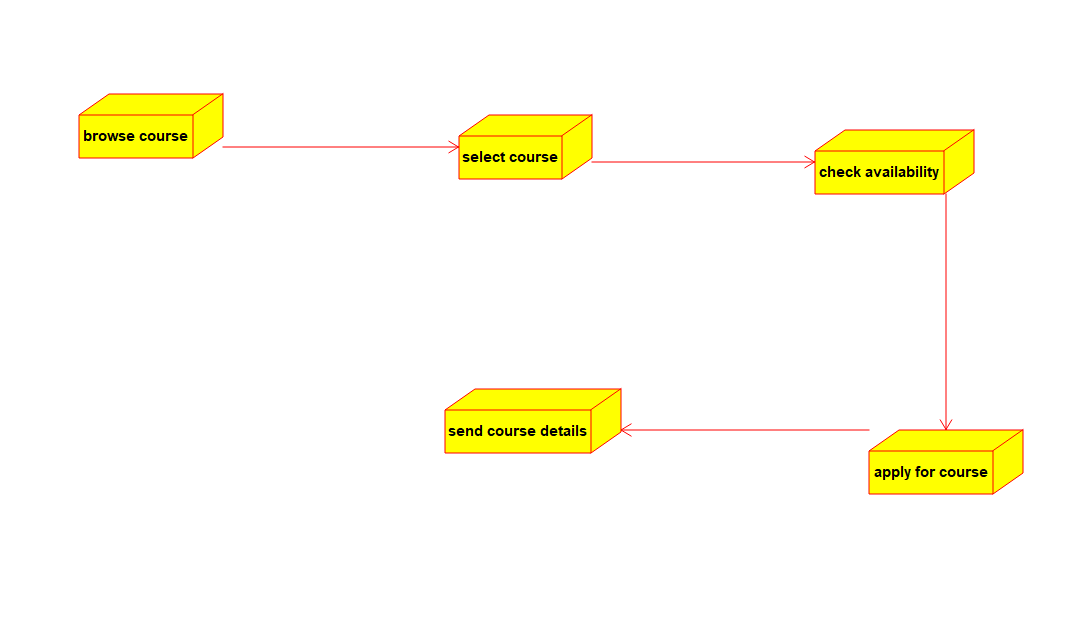 browse course
select course
check availability
send course details
apply for course